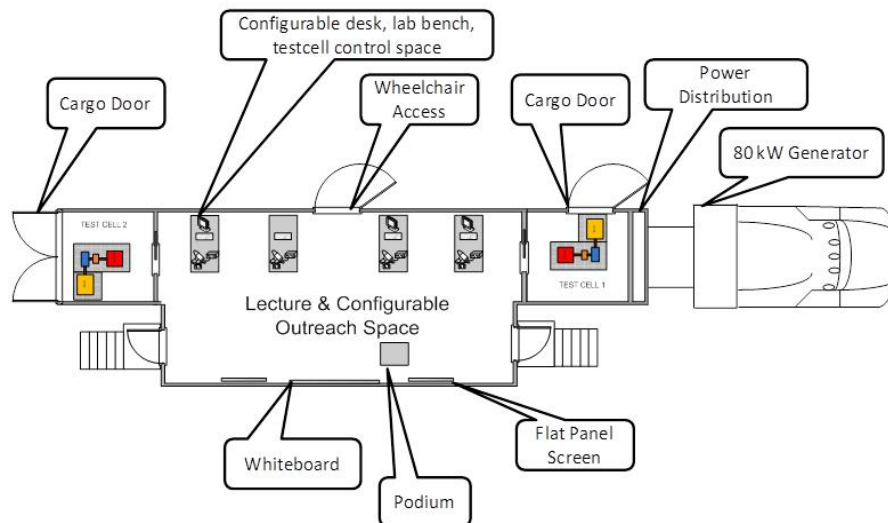 Configurable desk, lab bench,
testcell control space
Cargo Door
Wheelchair
Access
Cargo Door
Power
Distribution
80 kW Generator
TEST CELL 2
TEST CELL 1
Lecture & Configurable
Outreach Space
Whiteboard
Podium
Flat Panel
Screen